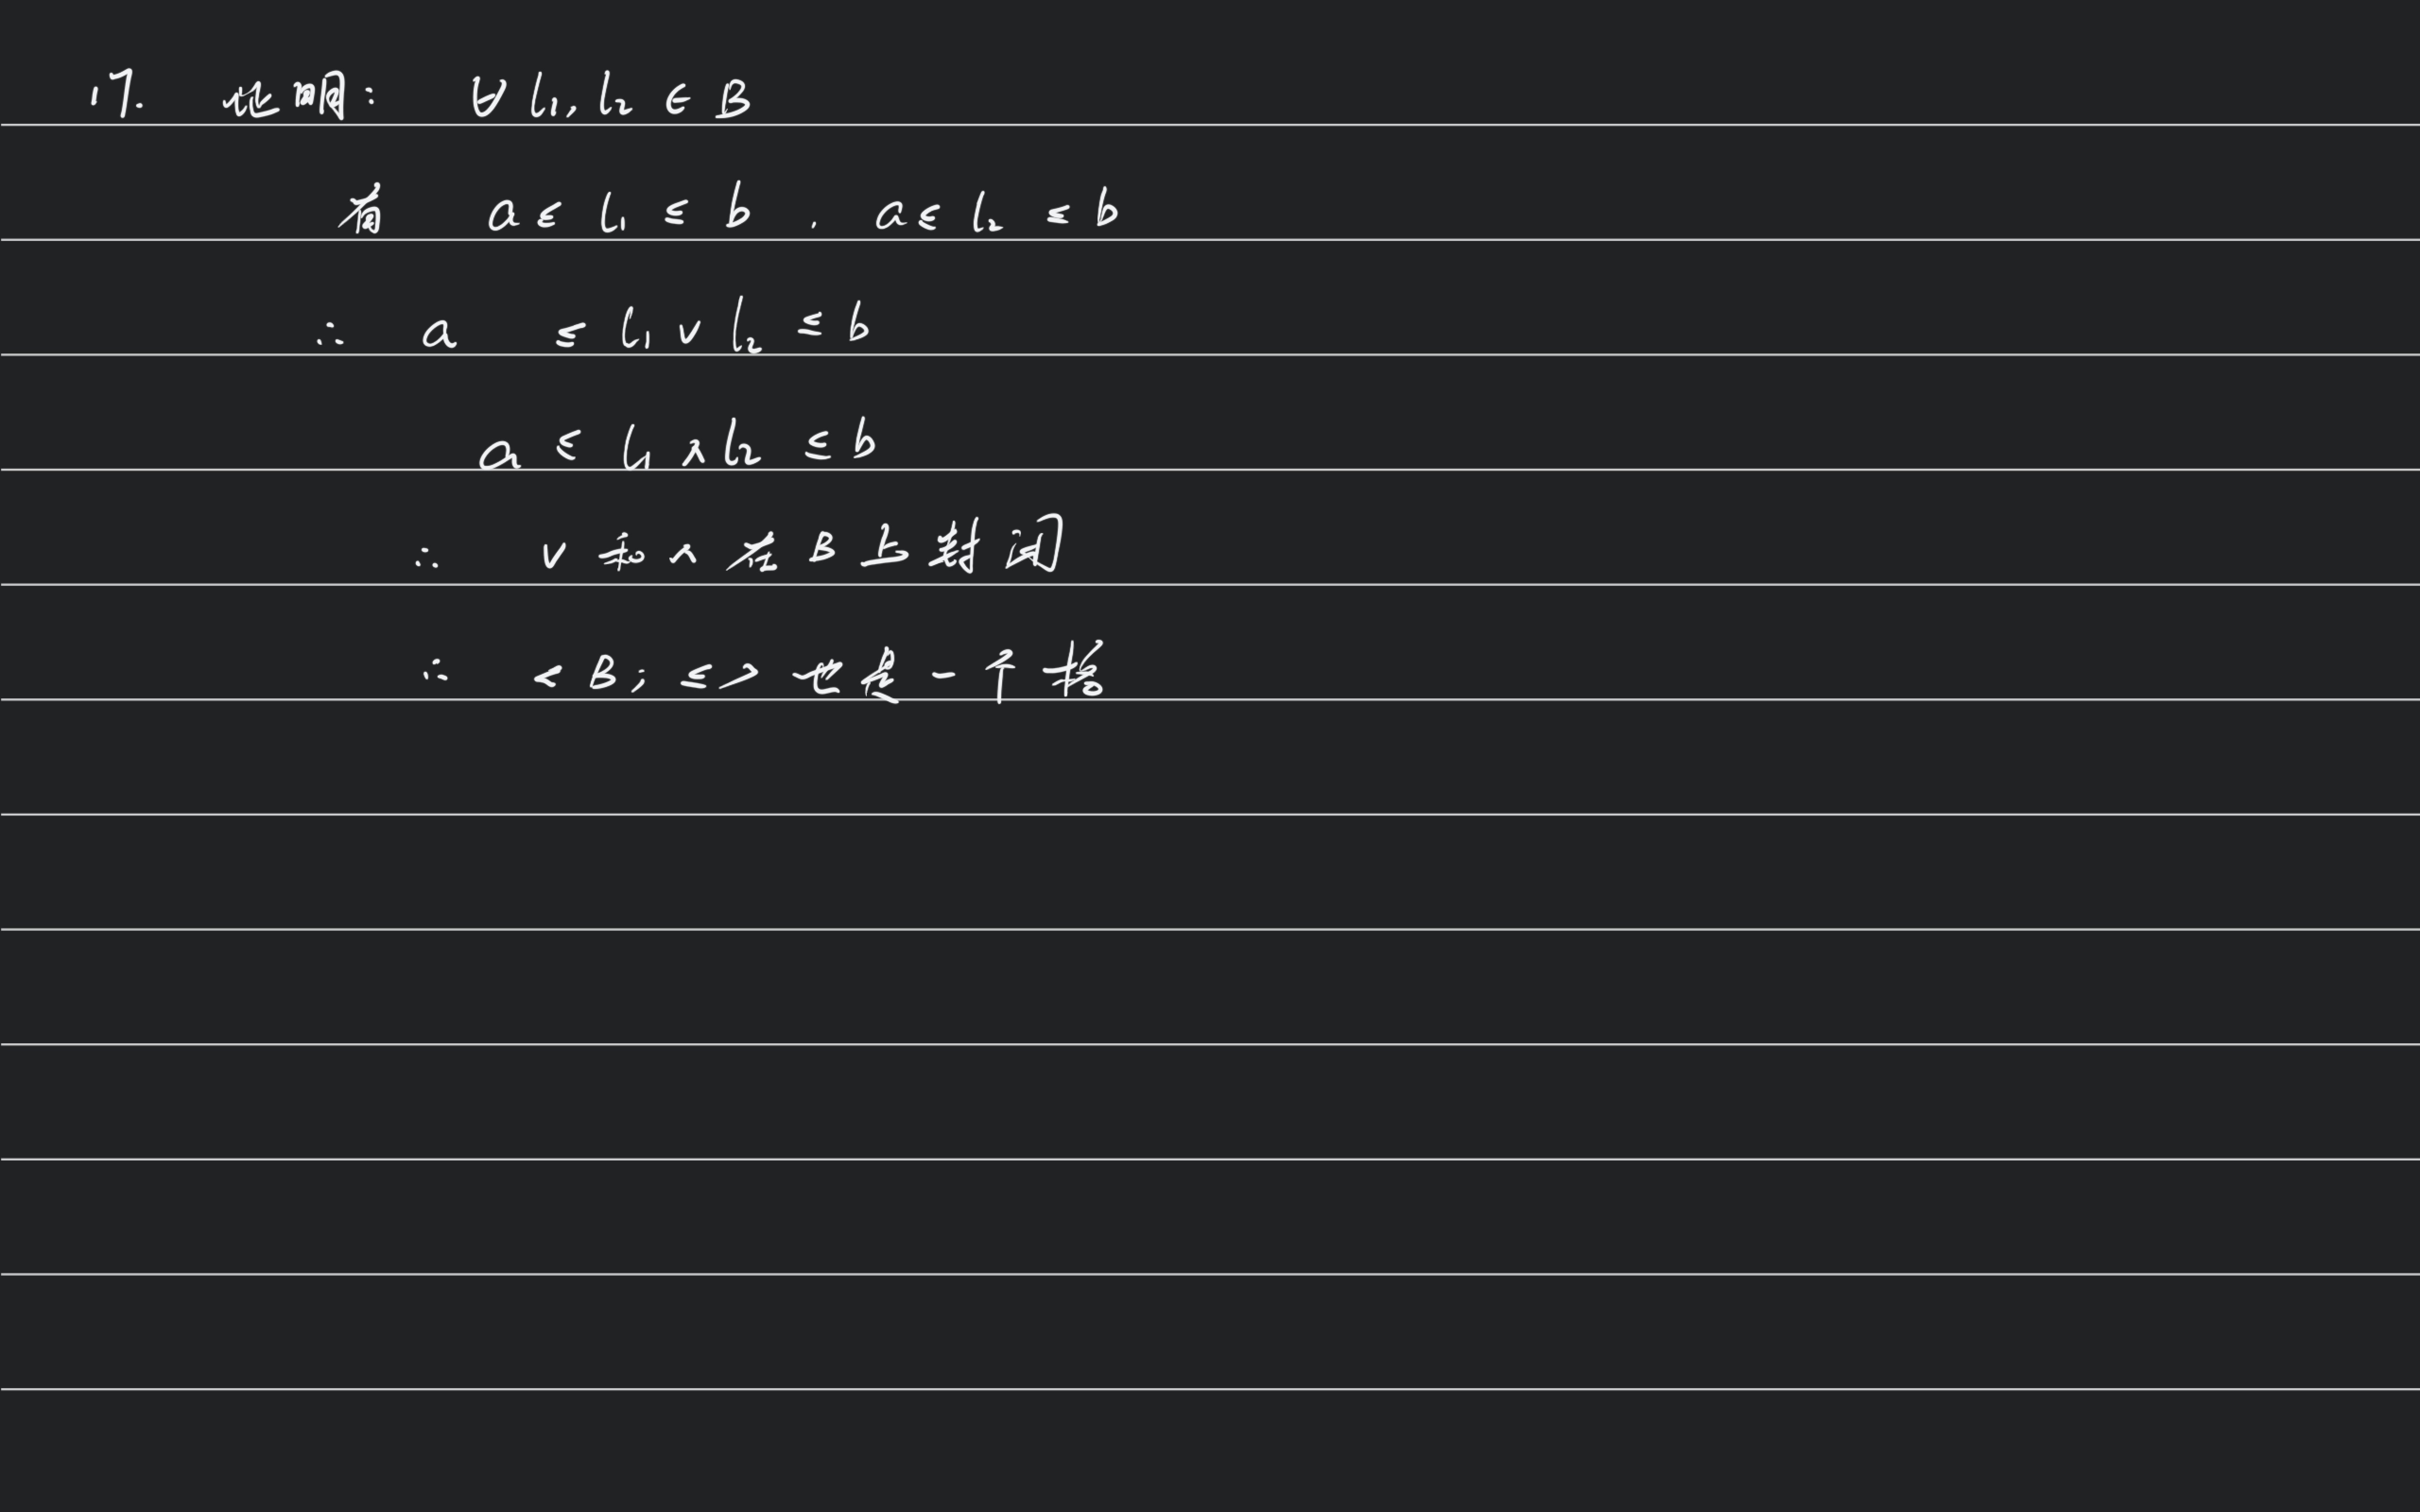 17. 证明: ∀ l₁, l₂ ∈ B
有 a ≤ l₁ ≤ b , a ≤ l₂ ≤ b
∴ a ≤ l₁ ∨ l₂ ≤ b
a ≤ l₁ ∧ l₂ ≤ b
∴ ∨ 和 ∧ 在 B 上封闭
∴ < B; ≤ > 也是一个格